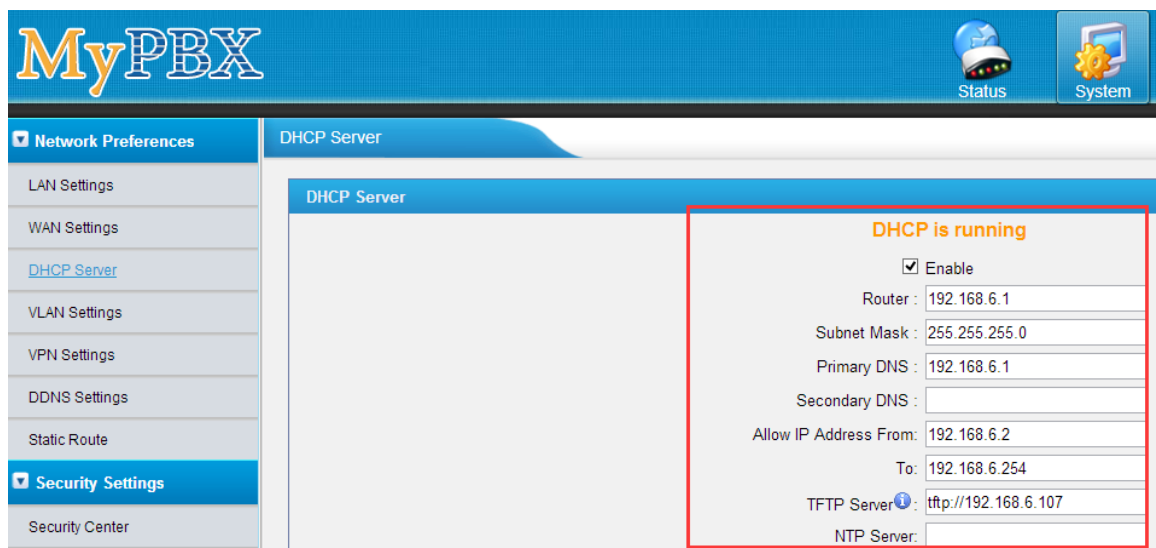 MyPBX
Status
System
Network Preferences
LAN Settings
WAN Settings
DHCP Server
VLAN Settings
VPN Settings
DDNS Settings
Static Route
Security Settings
Security Center
DHCP Server
DHCP Server
DHCP is running
Enable
Router : 192.168.6.1
Subnet Mask : 255.255.255.0
Primary DNS : 192.168.6.1
Secondary DNS :
Allow IP Address From: 192.168.6.2
To: 192.168.6.254
TFTP Server : tftp://192.168.6.107
NTP Server: